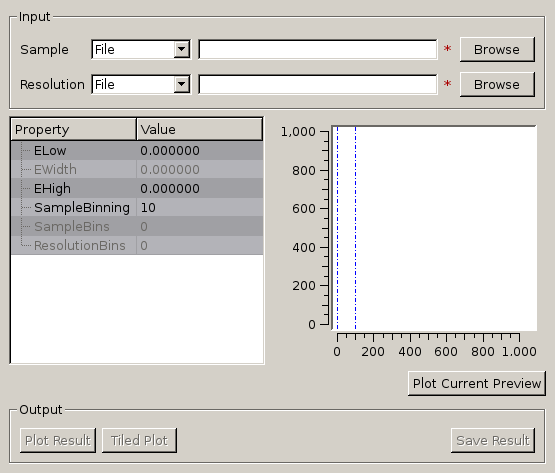 Input
Sample File * Browse
Resolution File * Browse
Property Value
ELow 0.000000
EWidth 0.000000
EHigh 0.000000
SampleBinning 10
SampleBins 0
ResolutionBins 0
1,000
800
600
400
200
0
0 200 400 600 800 1.000
Plot Current Preview
Output
Plot Result Tiled Plot Save Result